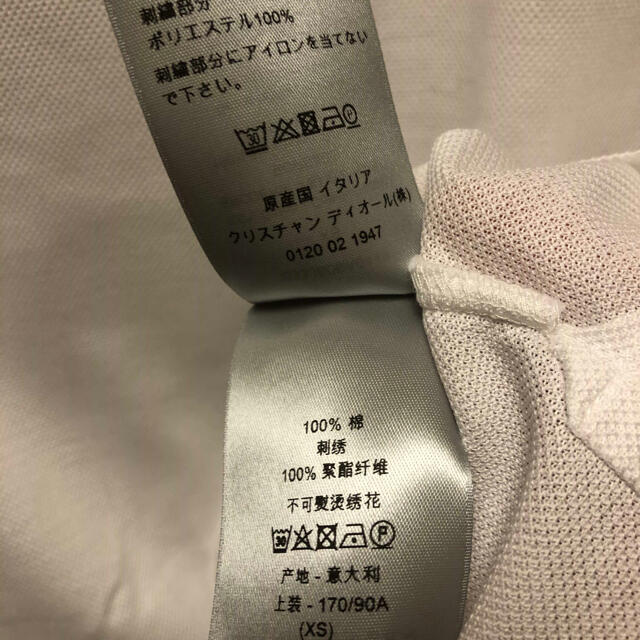 刺繍部分
ポリエステル100%
刺繍部分にアイロンを当てない
で下さい。
30
原産国 イタリア
クリスチャン ディオール(株)
0120 02 1947
100% 棉
刺绣
100% 聚酯纤维
不可熨烫绣花
30 P
产地 - 意大利
上装 - 170/90A
(XS)